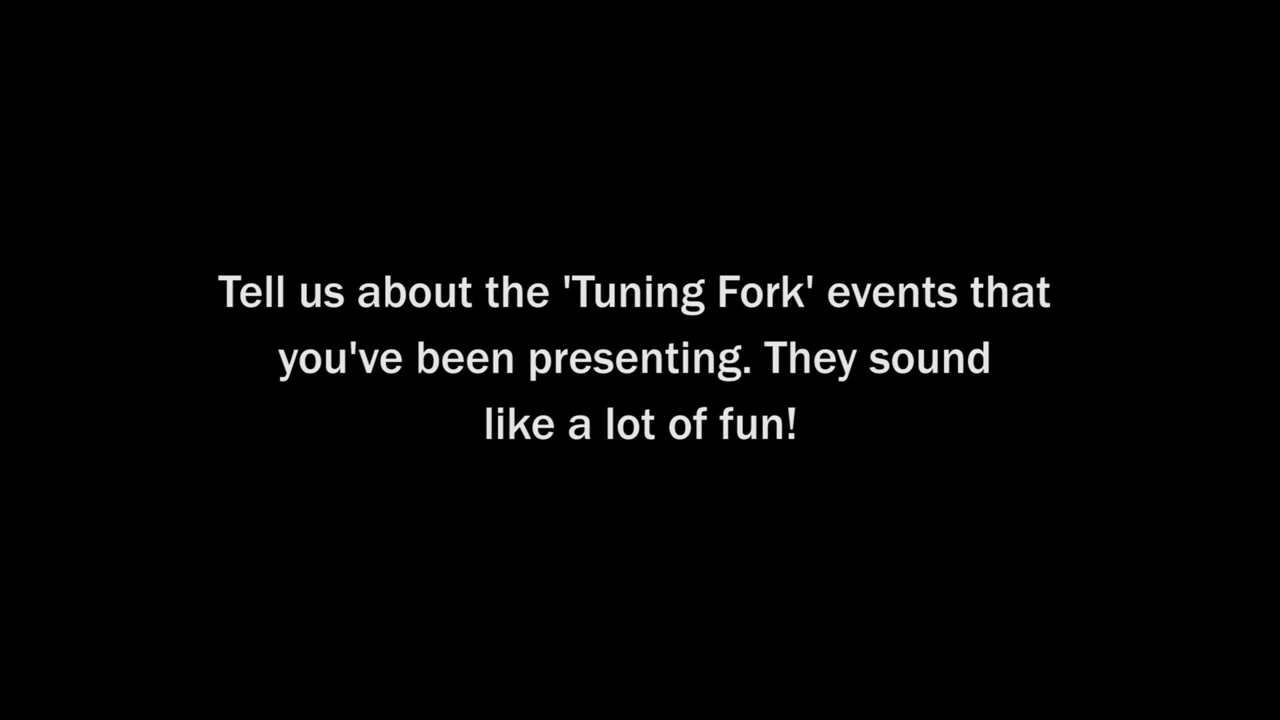 Tell us about the 'Tuning Fork' events that
you've been presenting. They sound
like a lot of fun!